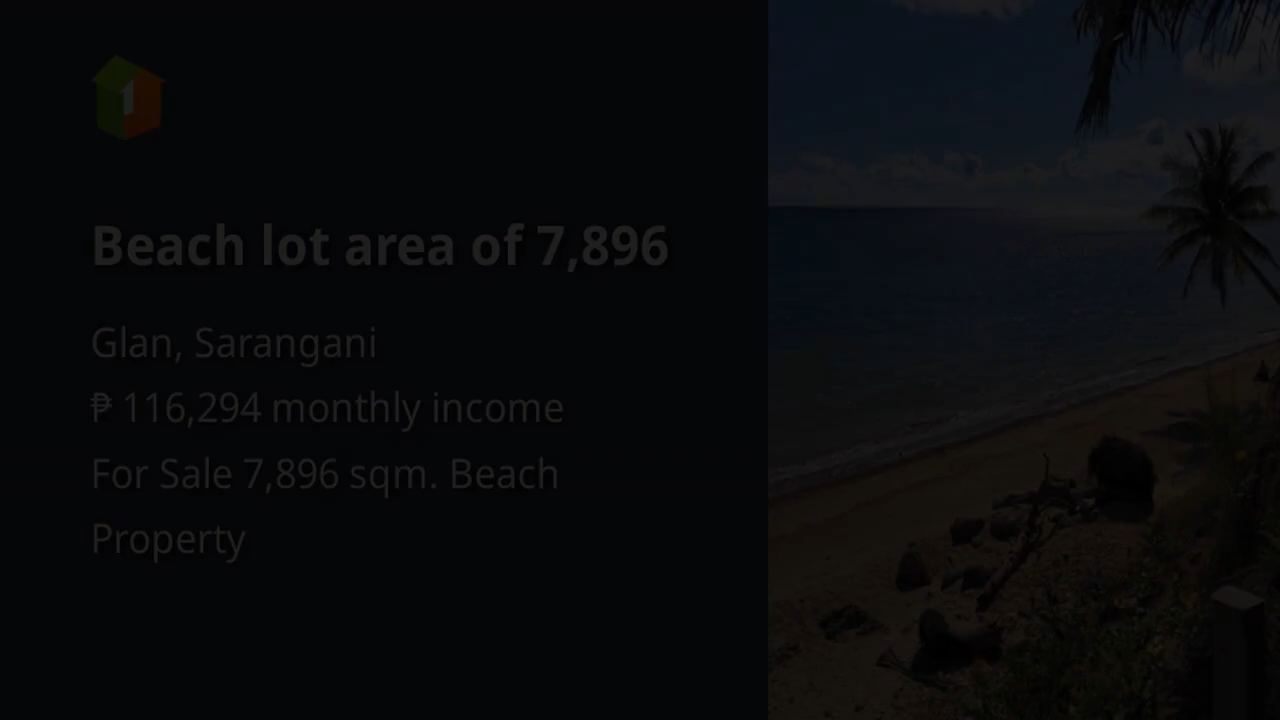 1
Beach lot area of 7,896
Glan, Sarangani
₱ 116,294 monthly income
For Sale 7,896 sqm. Beach
Property